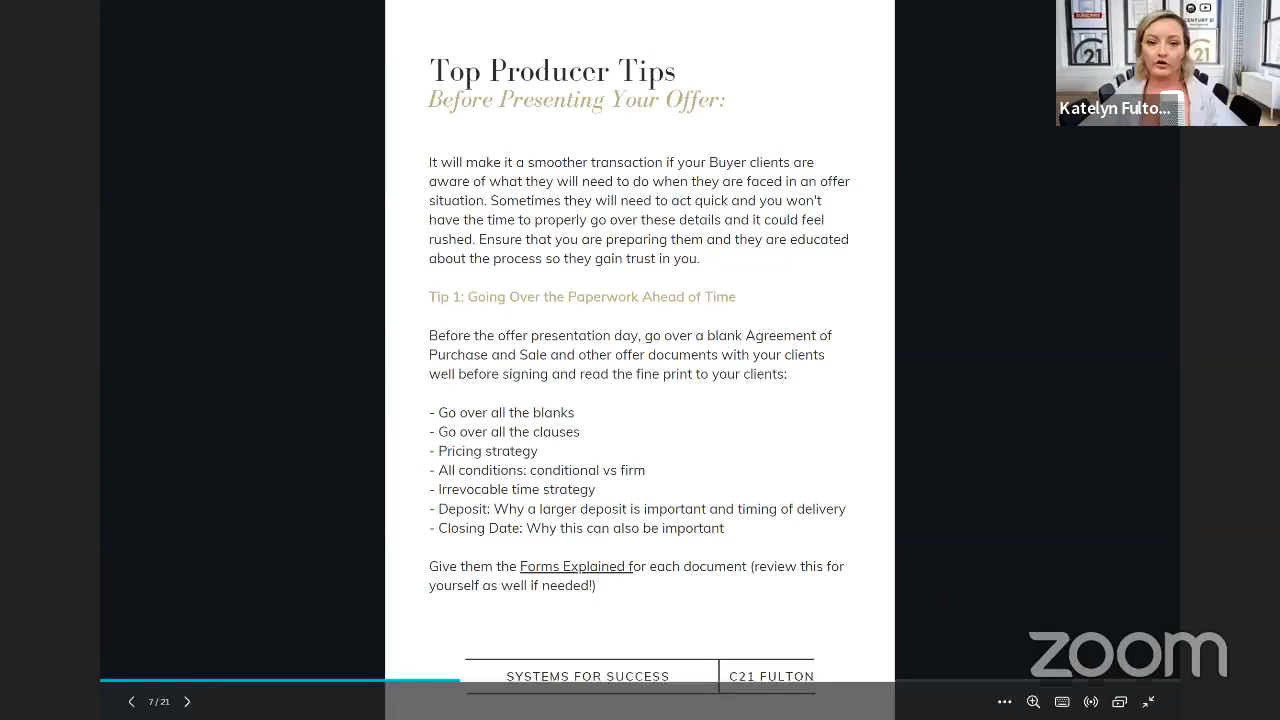 Top Producer Tips
Before Presenting Your Offer:
It will make it a smoother transaction if your Buyer clients are
aware of what they will need to do when they are faced in an offer
situation. Sometimes they will need to act quick and you won't
have the time to properly go over these details and it could feel
rushed. Ensure that you are preparing them and they are educated
about the process so they gain trust in you.
Tip 1: Going Over the Paperwork Ahead of Time
Before the offer presentation day, go over a blank Agreement of
Purchase and Sale and other offer documents with your clients
well before signing and read the fine print to your clients:
- Go over all the blanks
- Go over all the clauses
- Pricing strategy
- All conditions: conditional vs firm
- Irrevocable time strategy
- Deposit: Why a larger deposit is important and timing of delivery
- Closing Date: Why this can also be important
Give them the Forms Explained for each document (review this for
yourself as well if needed!)
SYSTEMS FOR SUCCESS
C21 FULTON
SUBSCRIBE
CENTURY 21
21
Katelyn Fulto...
zoom
7 / 21